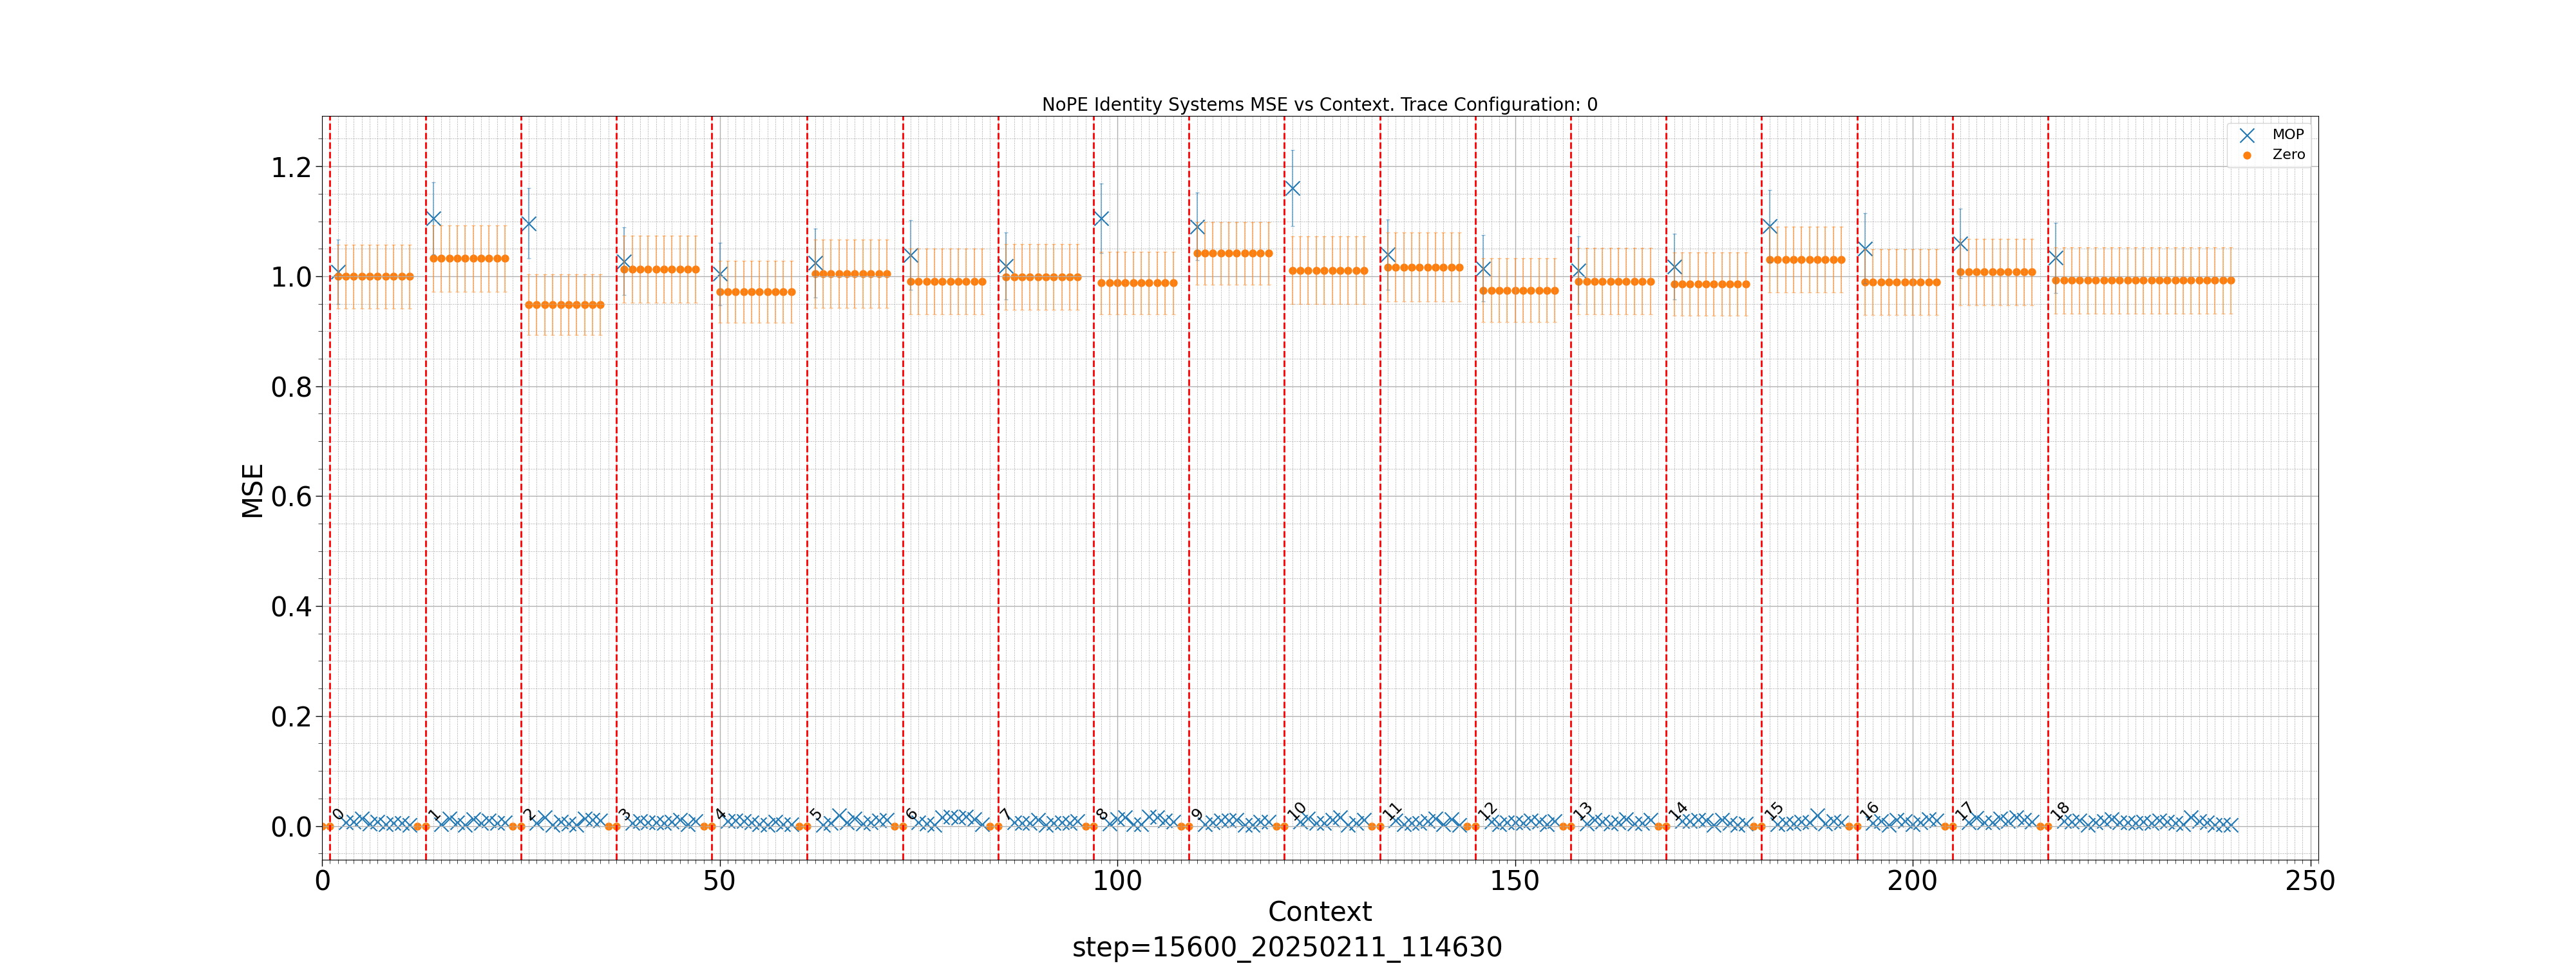 NoPE Identity Systems MSE vs Context. Trace Configuration: 0
MOP
Zero
1.2
1.0
0.8
0.6
0.4
0.2
0.0
MSE
0 1 2 3 4 5 6 7 8 9 10 11 12 13 14 15 16 17 18
0 50 100 150 200 250
Context
step=15600_20250211_114630